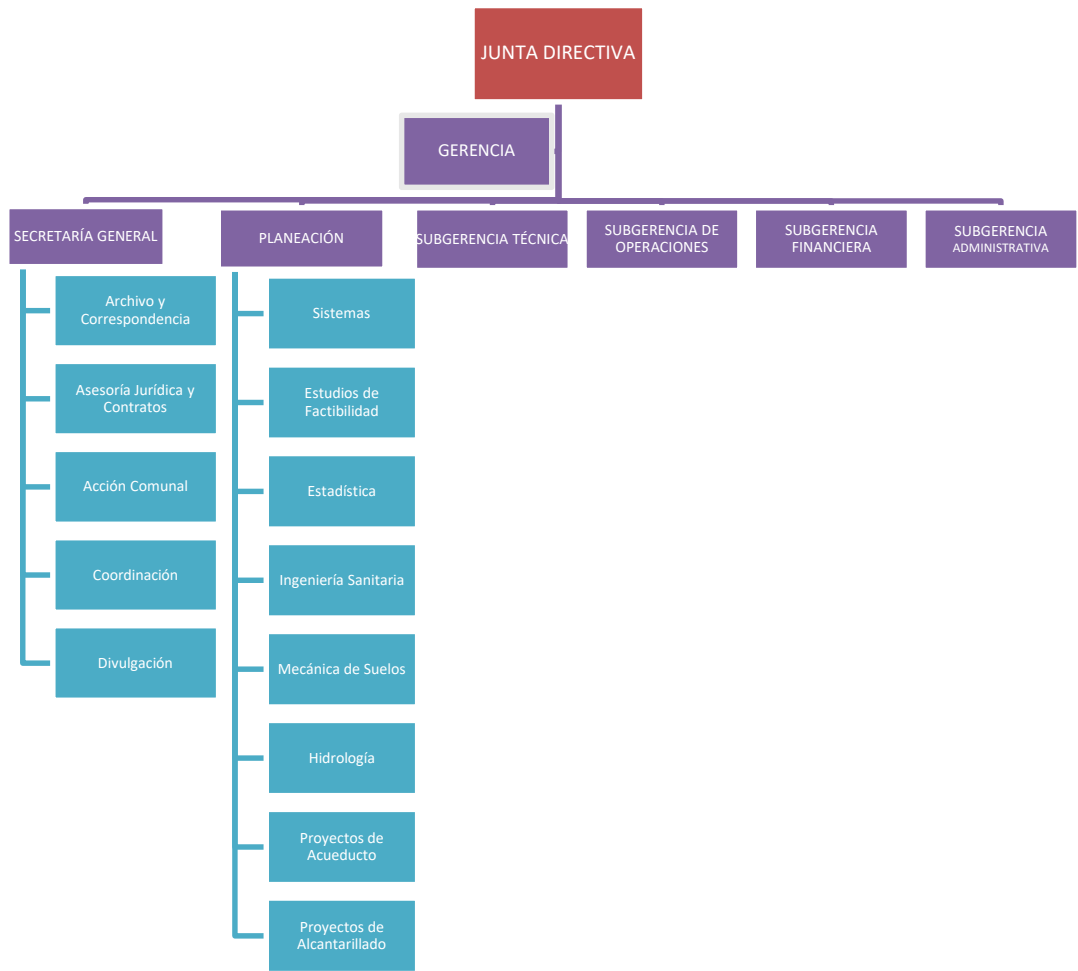 JUNTA DIRECTIVA
GERENCIA
SECRETARÍA GENERAL
PLANEACIÓN
SUBGERENCIA TÉCNICA
SUBGERENCIA DE
OPERACIONES
SUBGERENCIA
FINANCIERA
SUBGERENCIA
ADMINISTRATIVA
Archivo y
Correspondencia
Asesoría Jurídica y
Contratos
Acción Comunal
Coordinación
Divulgación
Sistemas
Estudios de
Factibilidad
Estadística
Ingeniería Sanitaria
Mecánica de Suelos
Hidrología
Proyectos de
Acueducto
Proyectos de
Alcantarillado